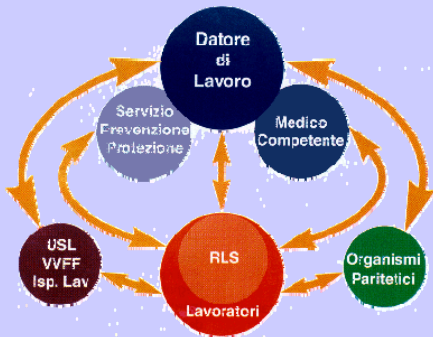 Datore
di
Lavoro
Servizio
Prevenzione
Protezione
Medico
Competente
USL
VVFF
Isp. Lav
RLS
Lavoratori
Organismi
Paritetici